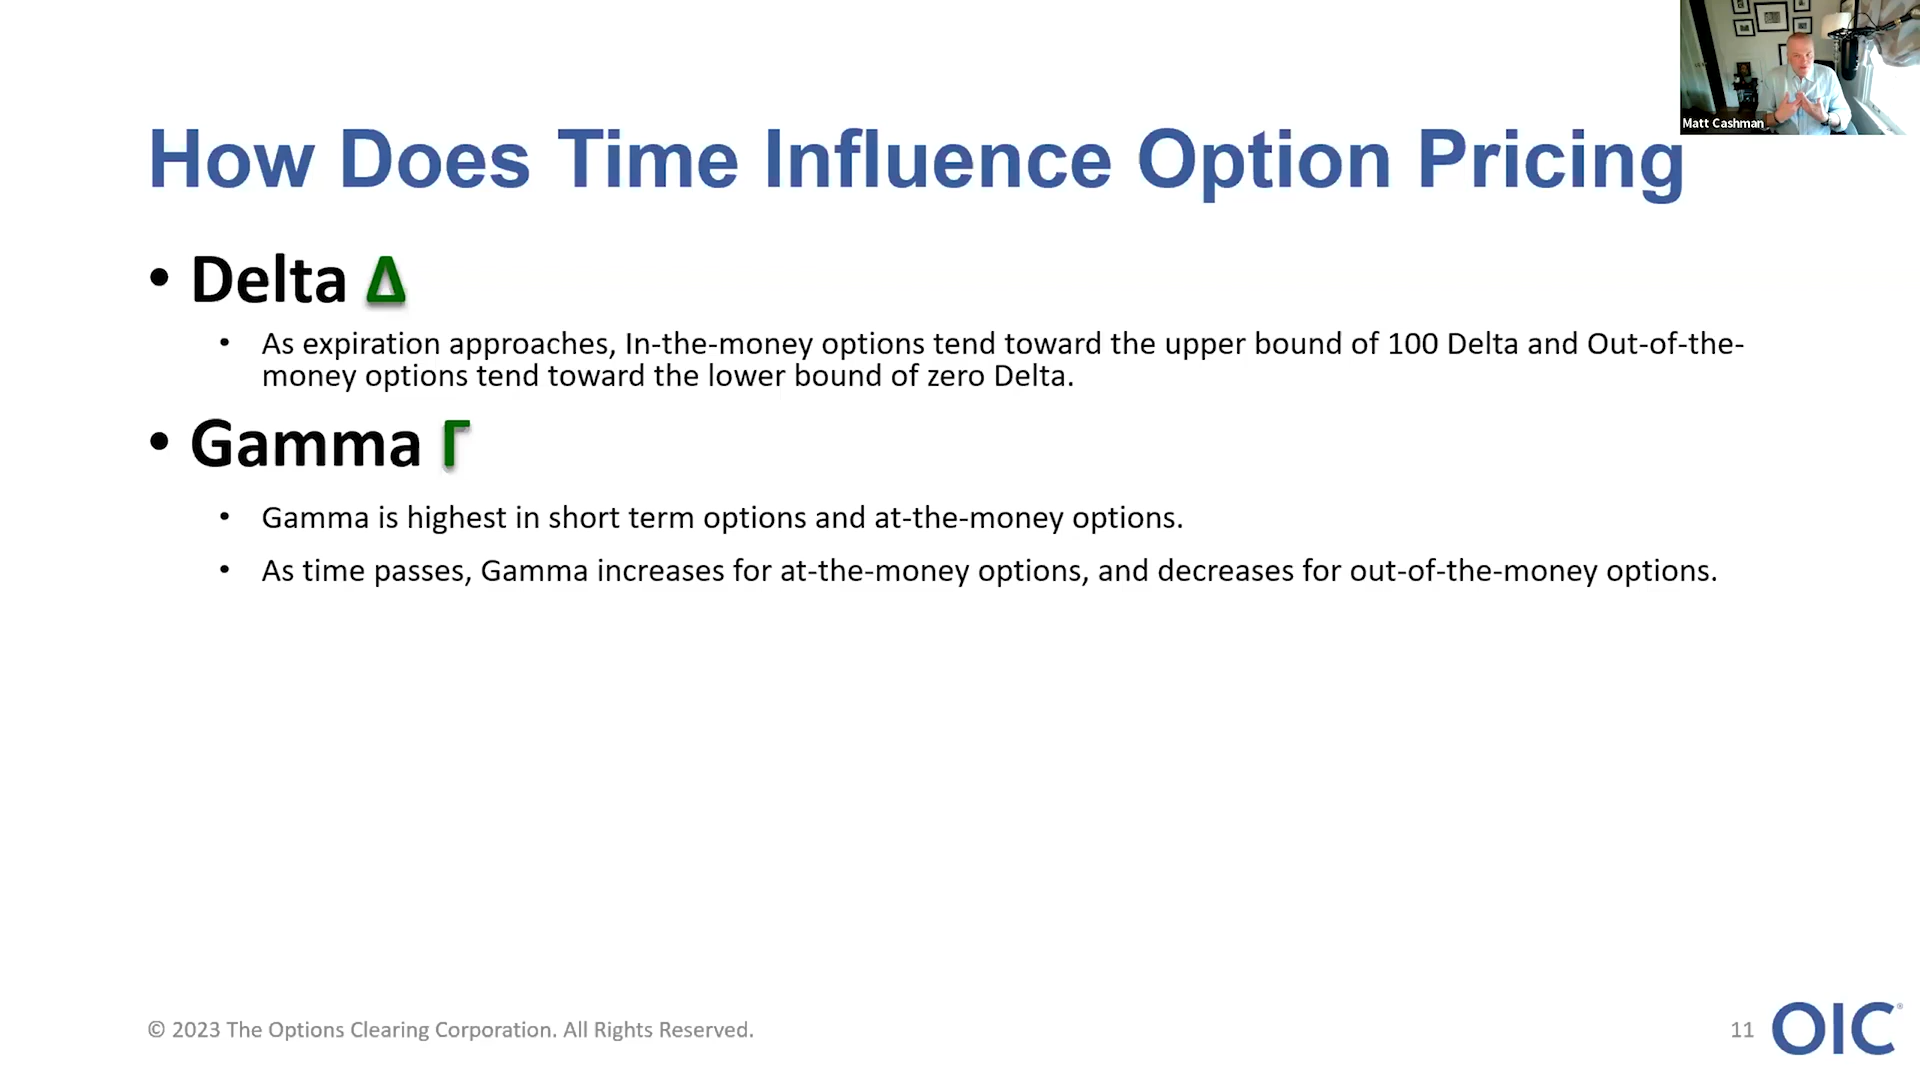 Matt Cashman
How Does Time Influence Option Pricing
• Delta Δ
• As expiration approaches, In-the-money options tend toward the upper bound of 100 Delta and Out-of-the-
money options tend toward the lower bound of zero Delta.
• Gamma Γ
• Gamma is highest in short term options and at-the-money options.
• As time passes, Gamma increases for at-the-money options, and decreases for out-of-the-money options.
© 2023 The Options Clearing Corporation. All Rights Reserved.
11
OIC®